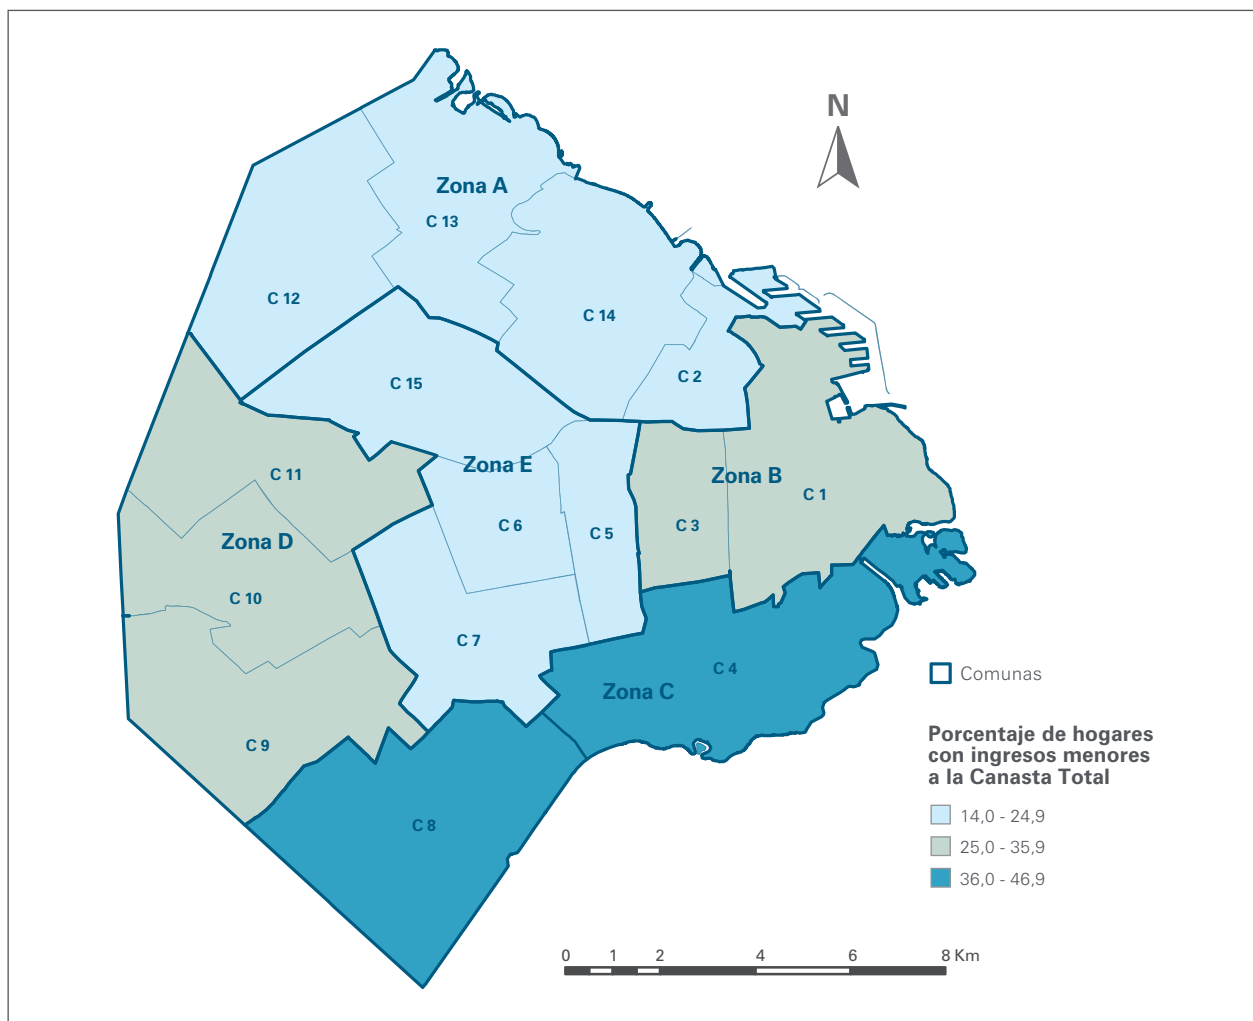 N
Zona A
C 13
C 12
C 14
C 15
C 2
Zona E
C 11
Zona B
C 1
C 6
C 5
C 3
Zona D
C 10
C 7
C 4
Zona C
C 9
C 8
Comunas
Porcentaje de hogares
con ingresos menores
a la Canasta Total
14,0 - 24,9
25,0 - 35,9
36,0 - 46,9
0 1 2 4 6 8 Km